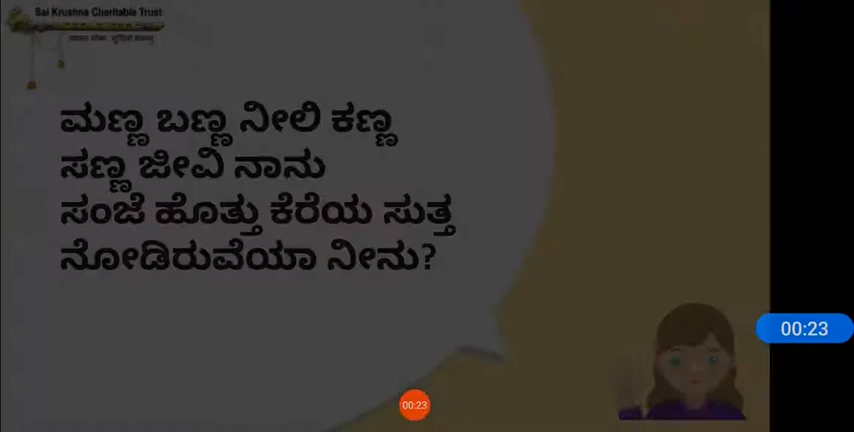 Sai Krushna Charitable Trust
ಮಣ್ಣ ಬಣ್ಣ ನೀಲಿ ಕಣ್ಣ
ಸಣ್ಣ ಜೀವಿ ನಾನು
ಸಂಜೆ ಹೊತ್ತು ಕೆರೆಯ ಸುತ್ತ
ನೋಡಿರುವೆಯಾ ನೀನು?
00:23
00:23